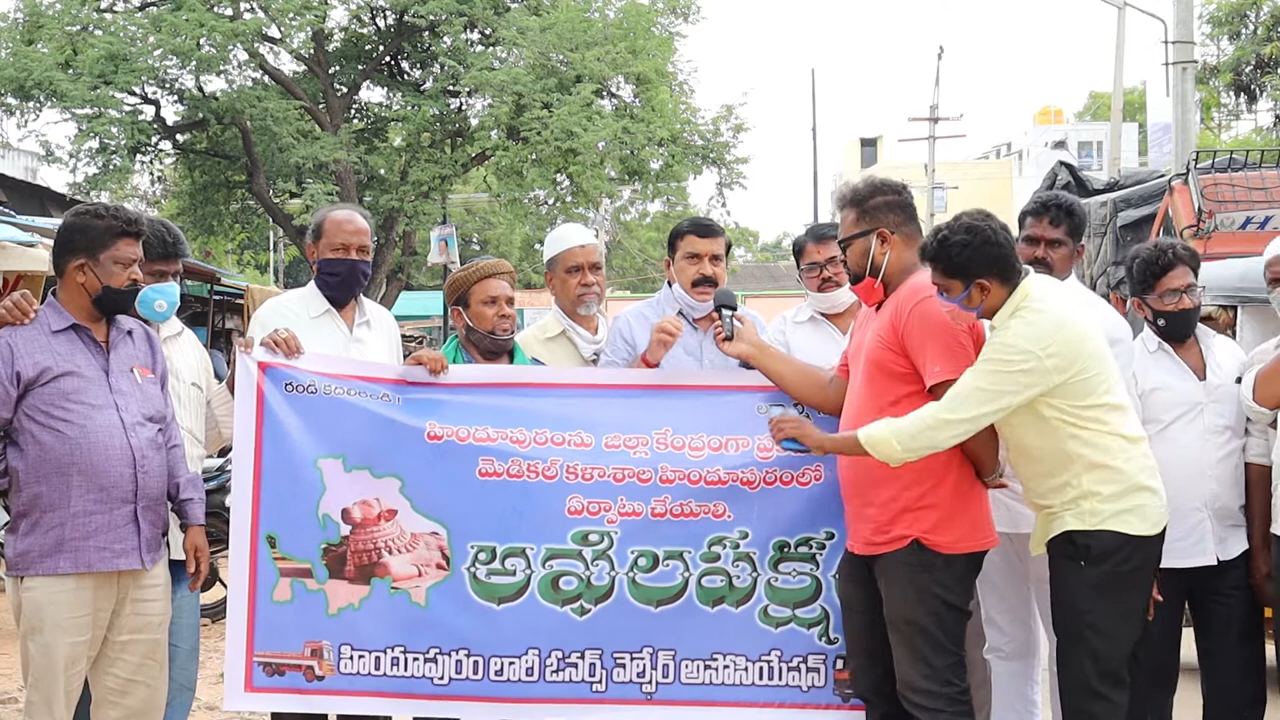 రండి కదలిరండి !
హిందూపురంను జిల్లా కేంద్రంగా
మెడికల్ కళాశాల హిందూపురంలో
ఏర్పాటు చేయాలి.
అఖిలపక్ష
హిందూపురం లారీ ఓనర్స్ వెల్ఫేర్ అసోసియేషన్